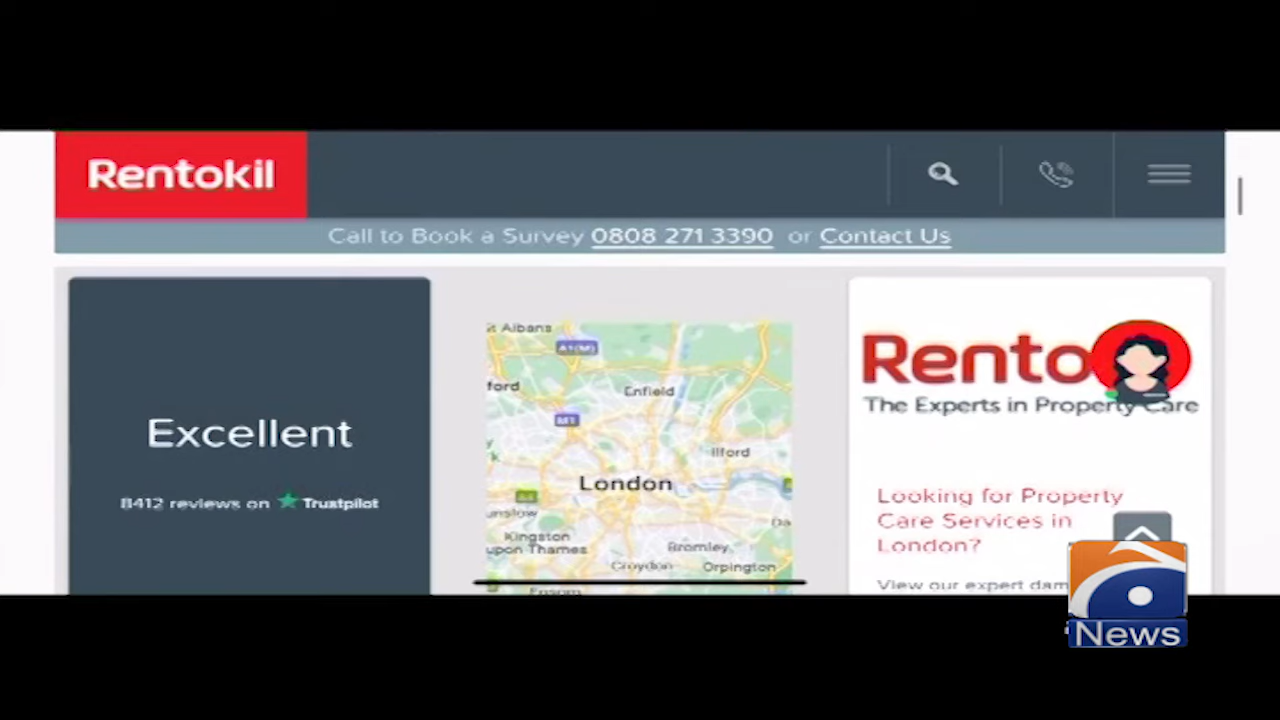 Rentokil
Call to Book a Survey 0808 271 3390 or Contact Us
Excellent
8412 reviews on Trustpilot
St Albans
A1(M)
ford
Enfield
M1
Ilford
London
unslow
Da
Kingston
upon Thames
Bromley
Croydon
Orpington
Epsom
Rento
The Experts in Property Care
Looking for Property
Care Services in
London?
View our expert dam
News